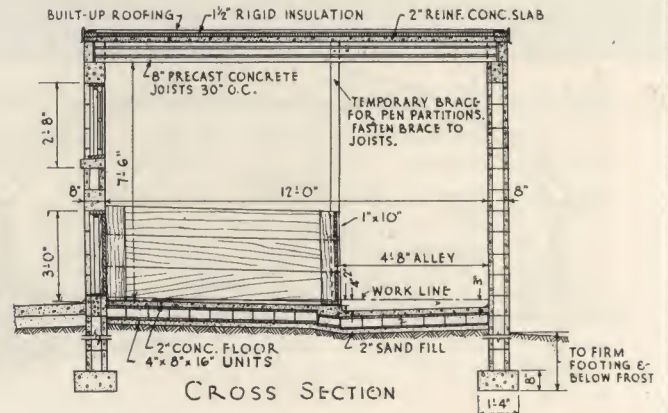 BUILT-UP ROOFING
1½" RIGID INSULATION
2" REINF. CONC. SLAB
8" PRECAST CONCRETE
JOISTS 30" O.C.
TEMPORARY BRACE
FOR PEN PARTITIONS.
FASTEN BRACE TO
JOISTS.
2'-8"
7'-6"
8"
12'-0"
8"
3'-0"
1" x 10"
4'-8" ALLEY
WORK LINE
2" CONC. FLOOR
4" x 8" x 16" UNITS
2" SAND FILL
TO FIRM
FOOTING &
BELOW FROST
8"
1'-4"
CROSS SECTION